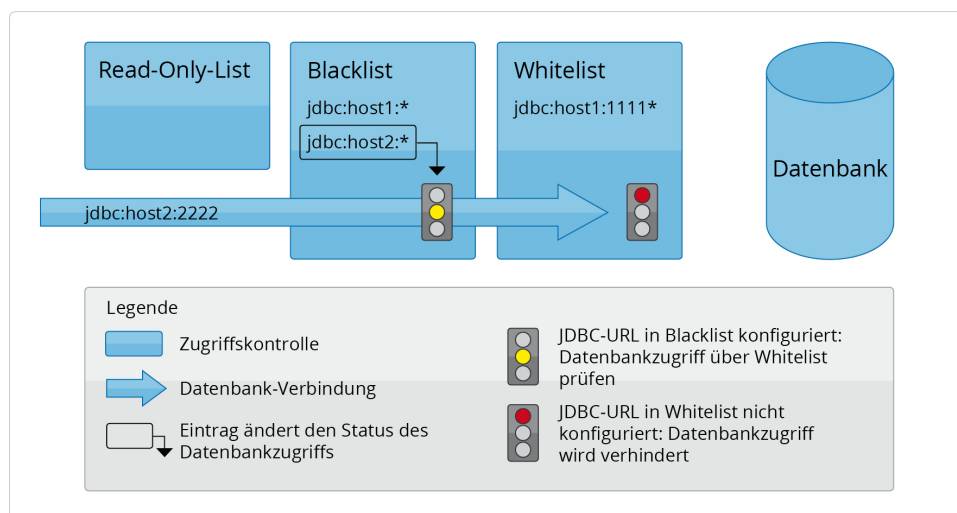 Read-Only-List
Blacklist
jdbc:host1:*
jdbc:host2:*
Whitelist
jdbc:host1:1111*
Datenbank
jdbc:host2:2222
Legende
Zugriffskontrolle
Datenbank-Verbindung
Eintrag ändert den Status des
Datenbankzugriffs
JDBC-URL in Blacklist konfiguriert:
Datenbankzugriff über Whitelist
prüfen
JDBC-URL in Whitelist nicht
konfiguriert: Datenbankzugriff
wird verhindert